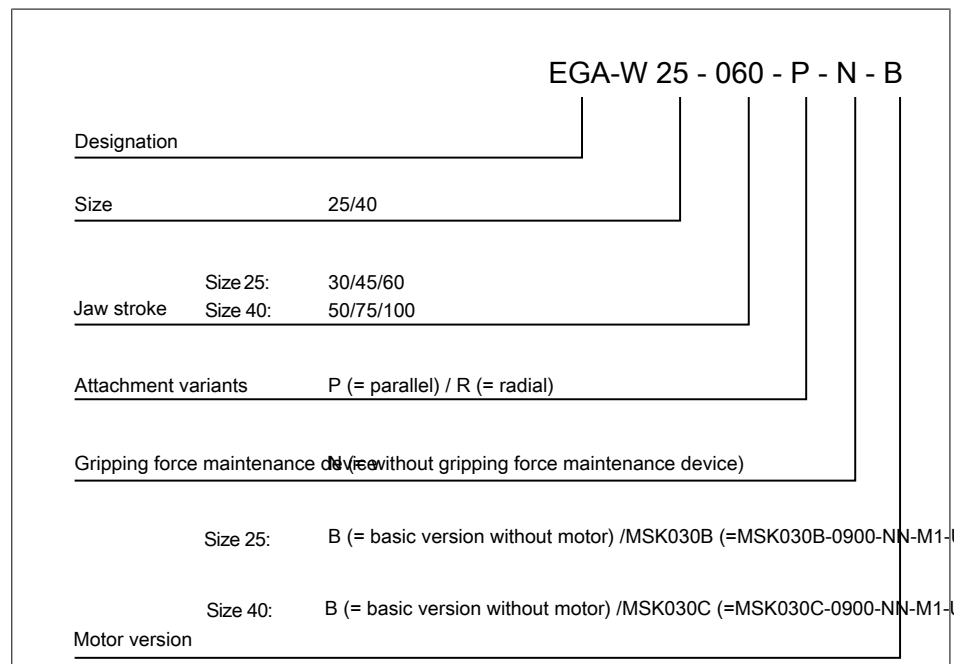 EGA-W 25 - 060 - P - N - B
Designation
Size 25/40
Size 25: 30/45/60
Jaw stroke Size 40: 50/75/100
Attachment variants P (= parallel) / R (= radial)
Gripping force maintenance device N (= without gripping force maintenance device)
Size 25: B (= basic version without motor) /MSK030B (=MSK030B-0900-NN-M1-U
Size 40: B (= basic version without motor) /MSK030C (=MSK030C-0900-NN-M1-U
Motor version